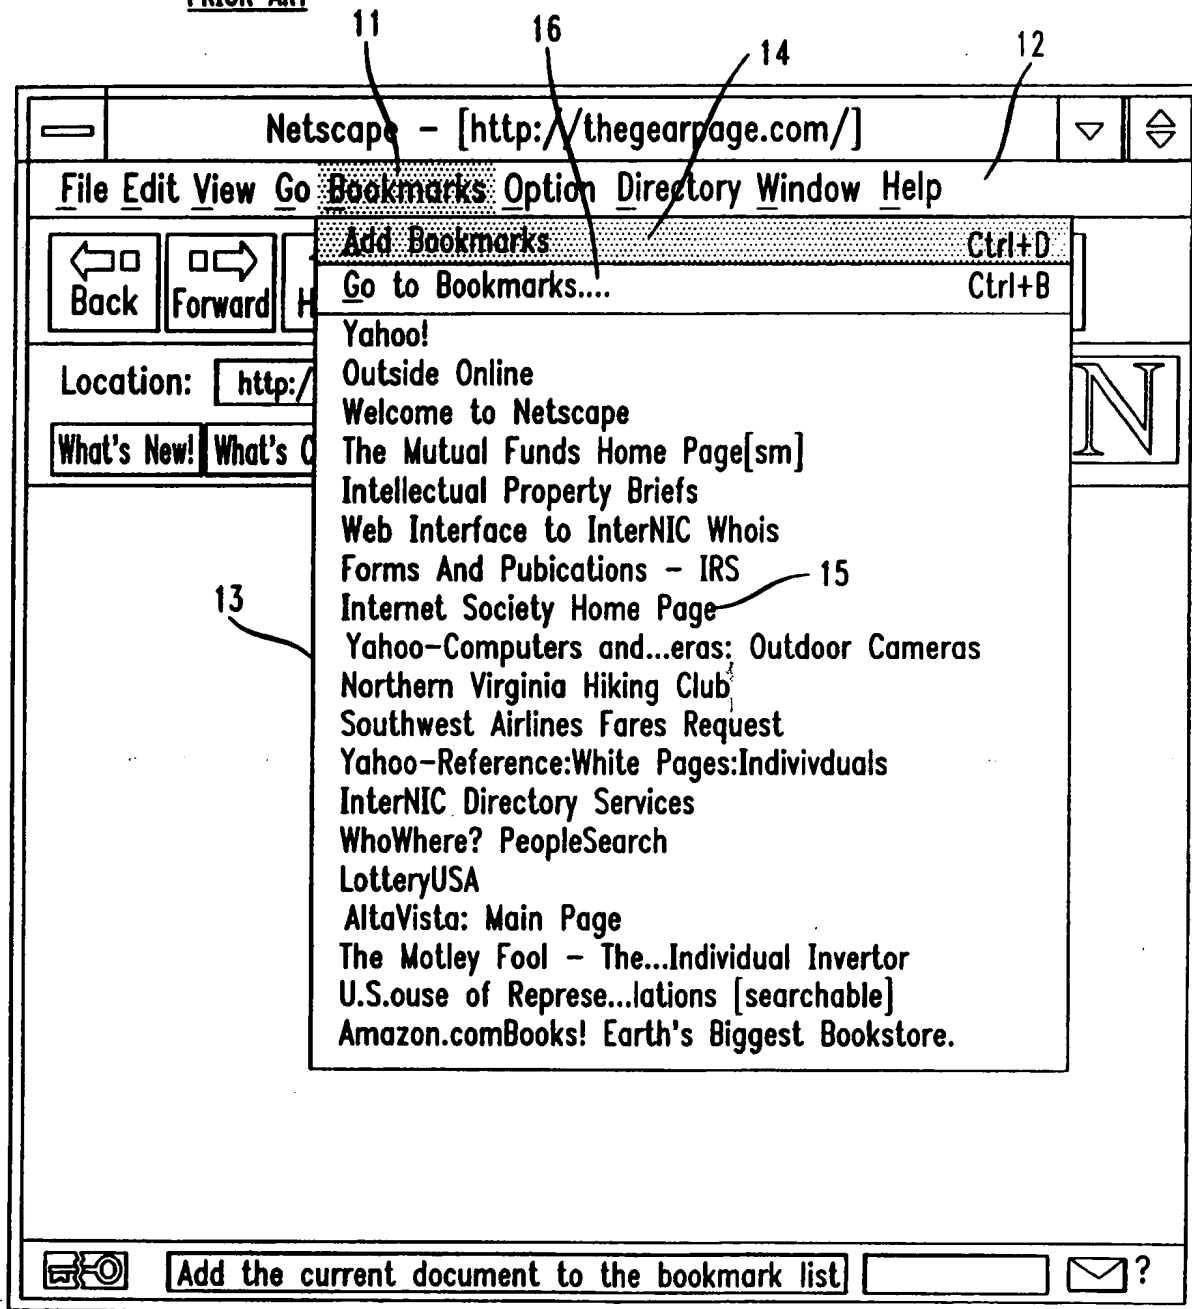 PRIOR ART
11
16
14
12
Netscape - [http://thegearpage.com/]
File Edit View Go Bookmarks Option Directory Window Help
Add Bookmarks Ctrl+D
Go to Bookmarks.... Ctrl+B
Back Forward H
Yahoo!
Location: http:/
Outside Online
Welcome to Netscape
N
What's New! What's C
The Mutual Funds Home Page[sm]
Intellectual Property Briefs
Web Interface to InterNIC Whois
Forms And Pubications - IRS
15
13
Internet Society Home Page
Yahoo-Computers and...eras: Outdoor Cameras
Northern Virginia Hiking Club
Southwest Airlines Fares Request
Yahoo-Reference:White Pages:Indivivduals
InterNIC Directory Services
WhoWhere? PeopleSearch
LotteryUSA
AltaVista: Main Page
The Motley Fool - The...Individual Invertor
U.S.ouse of Represe...lations [searchable]
Amazon.comBooks! Earth's Biggest Bookstore.
Add the current document to the bookmark list
?